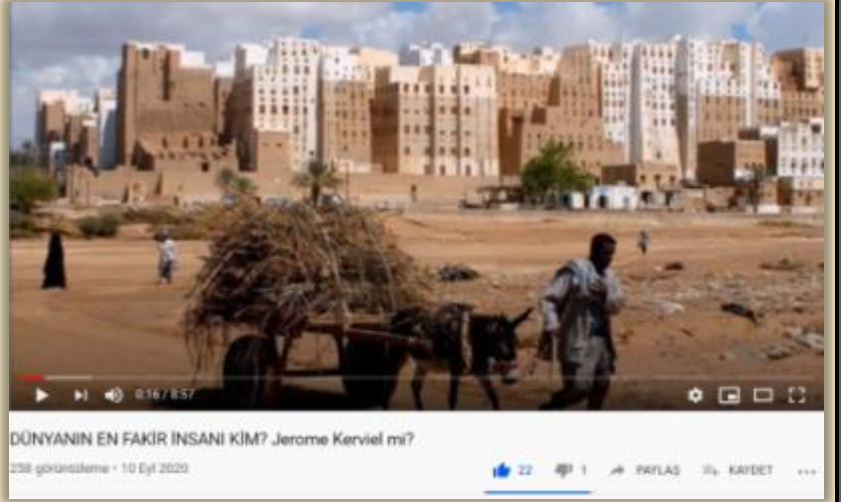 0:16 / 8:57
DÜNYANIN EN FAKİR İNSANI KİM? Jerome Kerviel mi?
258 görüntüleme • 10 Eyl 2020
22
1
PAYLAŞ
KAYDET